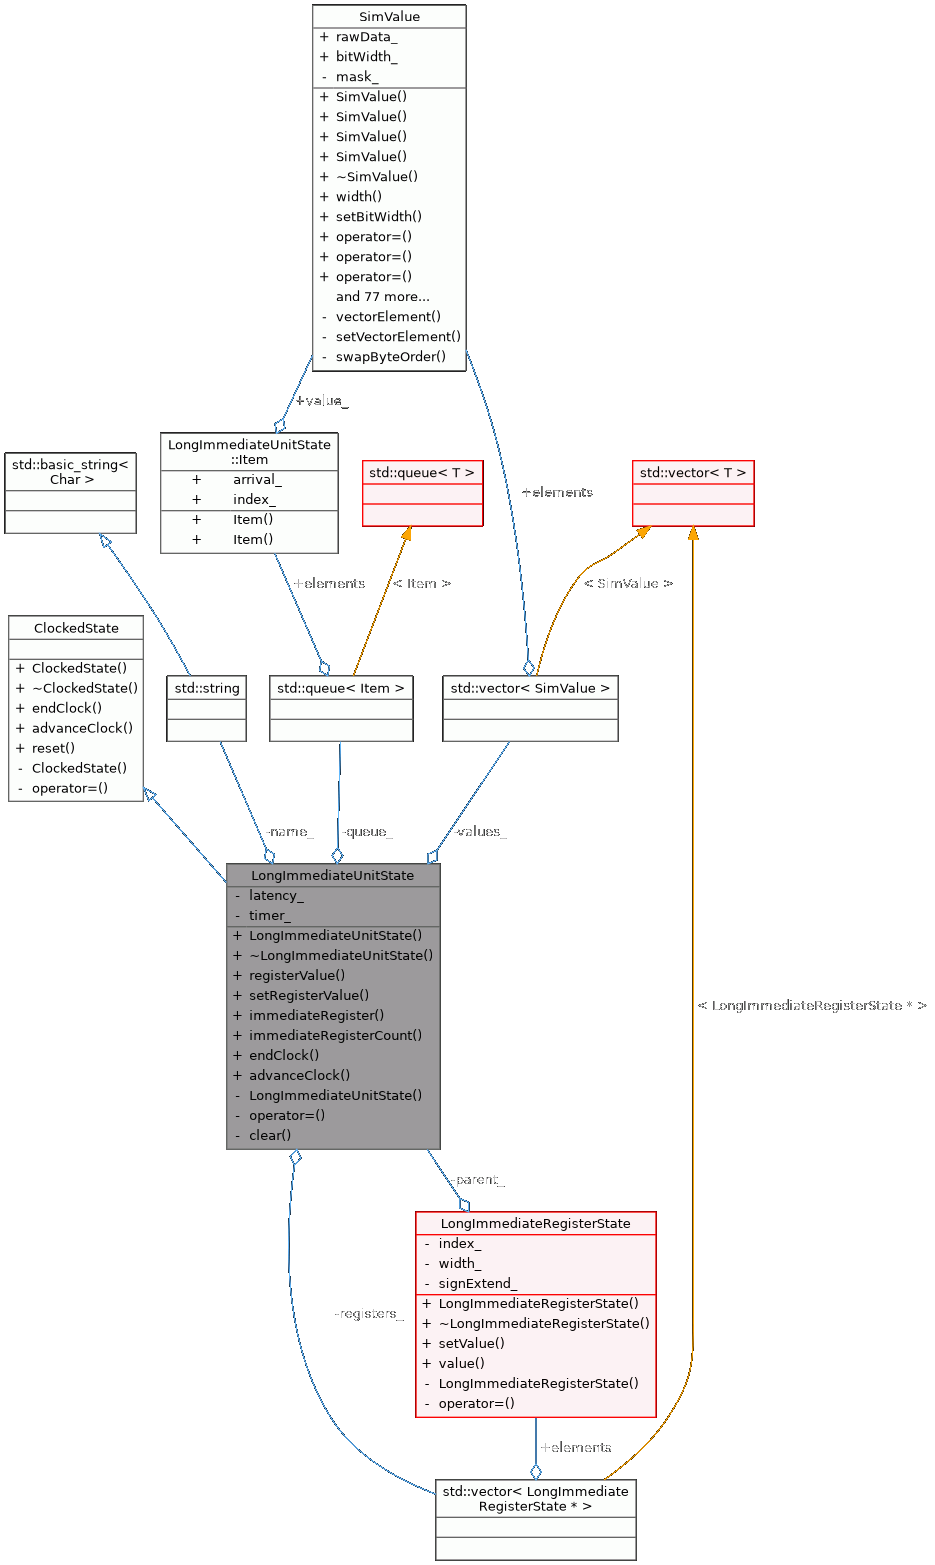 SimValue
+ rawData_
+ bitWidth_
- mask_
+ SimValue()
+ SimValue()
+ SimValue()
+ SimValue()
+ ~SimValue()
+ width()
+ setBitWidth()
+ operator=()
+ operator=()
+ operator=()
and 77 more...
- vectorElement()
- setVectorElement()
- swapByteOrder()
+value_
LongImmediateUnitState
::Item
+ arrival_
+ index_
+ Item()
+ Item()
std::basic_string<
Char >
std::queue< T >
std::vector< T >
+elements
+elements
< Item >
< SimValue >
ClockedState
+ ClockedState()
+ ~ClockedState()
+ endClock()
+ advanceClock()
+ reset()
- ClockedState()
- operator=()
std::string
std::queue< Item >
std::vector< SimValue >
-name_
-queue_
-values_
LongImmediateUnitState
- latency_
- timer_
+ LongImmediateUnitState()
+ ~LongImmediateUnitState()
+ registerValue()
+ setRegisterValue()
+ immediateRegister()
+ immediateRegisterCount()
+ endClock()
+ advanceClock()
- LongImmediateUnitState()
- operator=()
- clear()
< LongImmediateRegisterState * >
-parent_
LongImmediateRegisterState
- index_
- width_
- signExtend_
+ LongImmediateRegisterState()
+ ~LongImmediateRegisterState()
+ setValue()
+ value()
- LongImmediateRegisterState()
- operator=()
-registers_
+elements
std::vector< LongImmediate
RegisterState * >